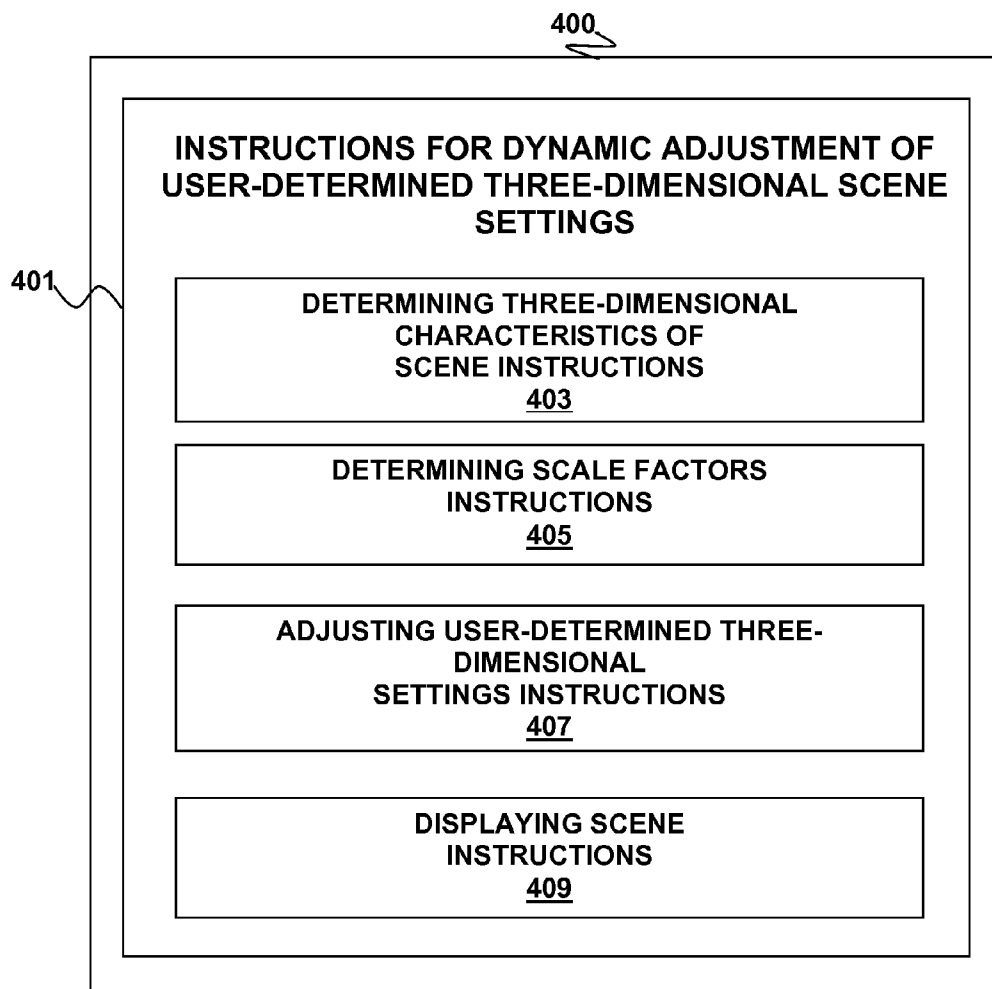 400
INSTRUCTIONS FOR DYNAMIC ADJUSTMENT OF
USER-DETERMINED THREE-DIMENSIONAL SCENE
SETTINGS
401
DETERMINING THREE-DIMENSIONAL
CHARACTERISTICS OF
SCENE INSTRUCTIONS
403
DETERMINING SCALE FACTORS
INSTRUCTIONS
405
ADJUSTING USER-DETERMINED THREE-
DIMENSIONAL
SETTINGS INSTRUCTIONS
407
DISPLAYING SCENE
INSTRUCTIONS
409